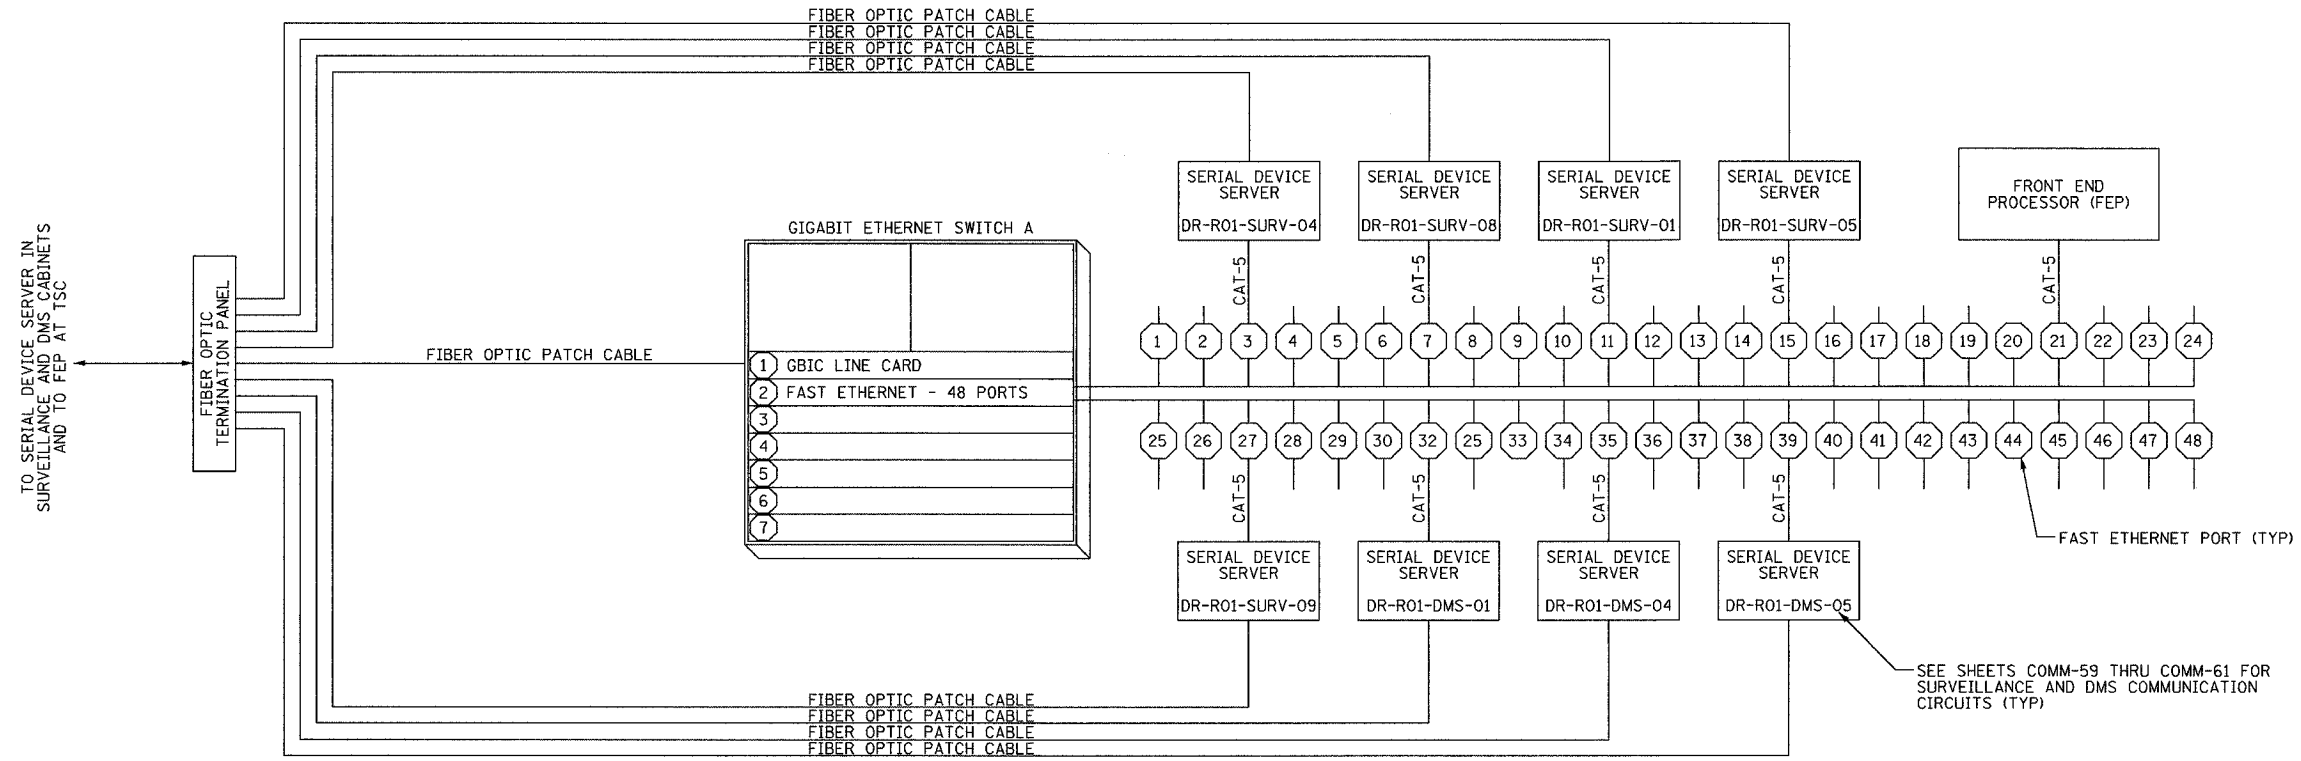 FIBER OPTIC PATCH CABLE
FIBER OPTIC PATCH CABLE
FIBER OPTIC PATCH CABLE
FIBER OPTIC PATCH CABLE
TO SERIAL DEVICE SERVER IN
SURVEILLANCE AND DMS CABINETS
AND TO FEP AT TSC
FIBER OPTIC
TERMINATION PANEL
FIBER OPTIC PATCH CABLE
GIGABIT ETHERNET SWITCH A
1 GBIC LINE CARD
2 FAST ETHERNET - 48 PORTS
3
4
5
6
7
SERIAL DEVICE
SERVER
DR-R01-SURV-04
SERIAL DEVICE
SERVER
DR-R01-SURV-08
SERIAL DEVICE
SERVER
DR-R01-SURV-01
SERIAL DEVICE
SERVER
DR-R01-SURV-05
FRONT END
PROCESSOR (FEP)
CAT-5
CAT-5
CAT-5
CAT-5
CAT-5
1 2 3 4 5 6 7 8 9 10 11 12 13 14 15 16 17 18 19 20 21 22 23 24
25 26 27 28 29 30 32 25 33 34 35 36 37 38 39 40 41 42 43 44 45 46 47 48
CAT-5
CAT-5
CAT-5
CAT-5
FAST ETHERNET PORT (TYP)
SERIAL DEVICE
SERVER
DR-R01-SURV-09
SERIAL DEVICE
SERVER
DR-R01-DMS-01
SERIAL DEVICE
SERVER
DR-R01-DMS-04
SERIAL DEVICE
SERVER
DR-R01-DMS-05
SEE SHEETS COMM-59 THRU COMM-61 FOR
SURVEILLANCE AND DMS COMMUNICATION
CIRCUITS (TYP)
FIBER OPTIC PATCH CABLE
FIBER OPTIC PATCH CABLE
FIBER OPTIC PATCH CABLE
FIBER OPTIC PATCH CABLE